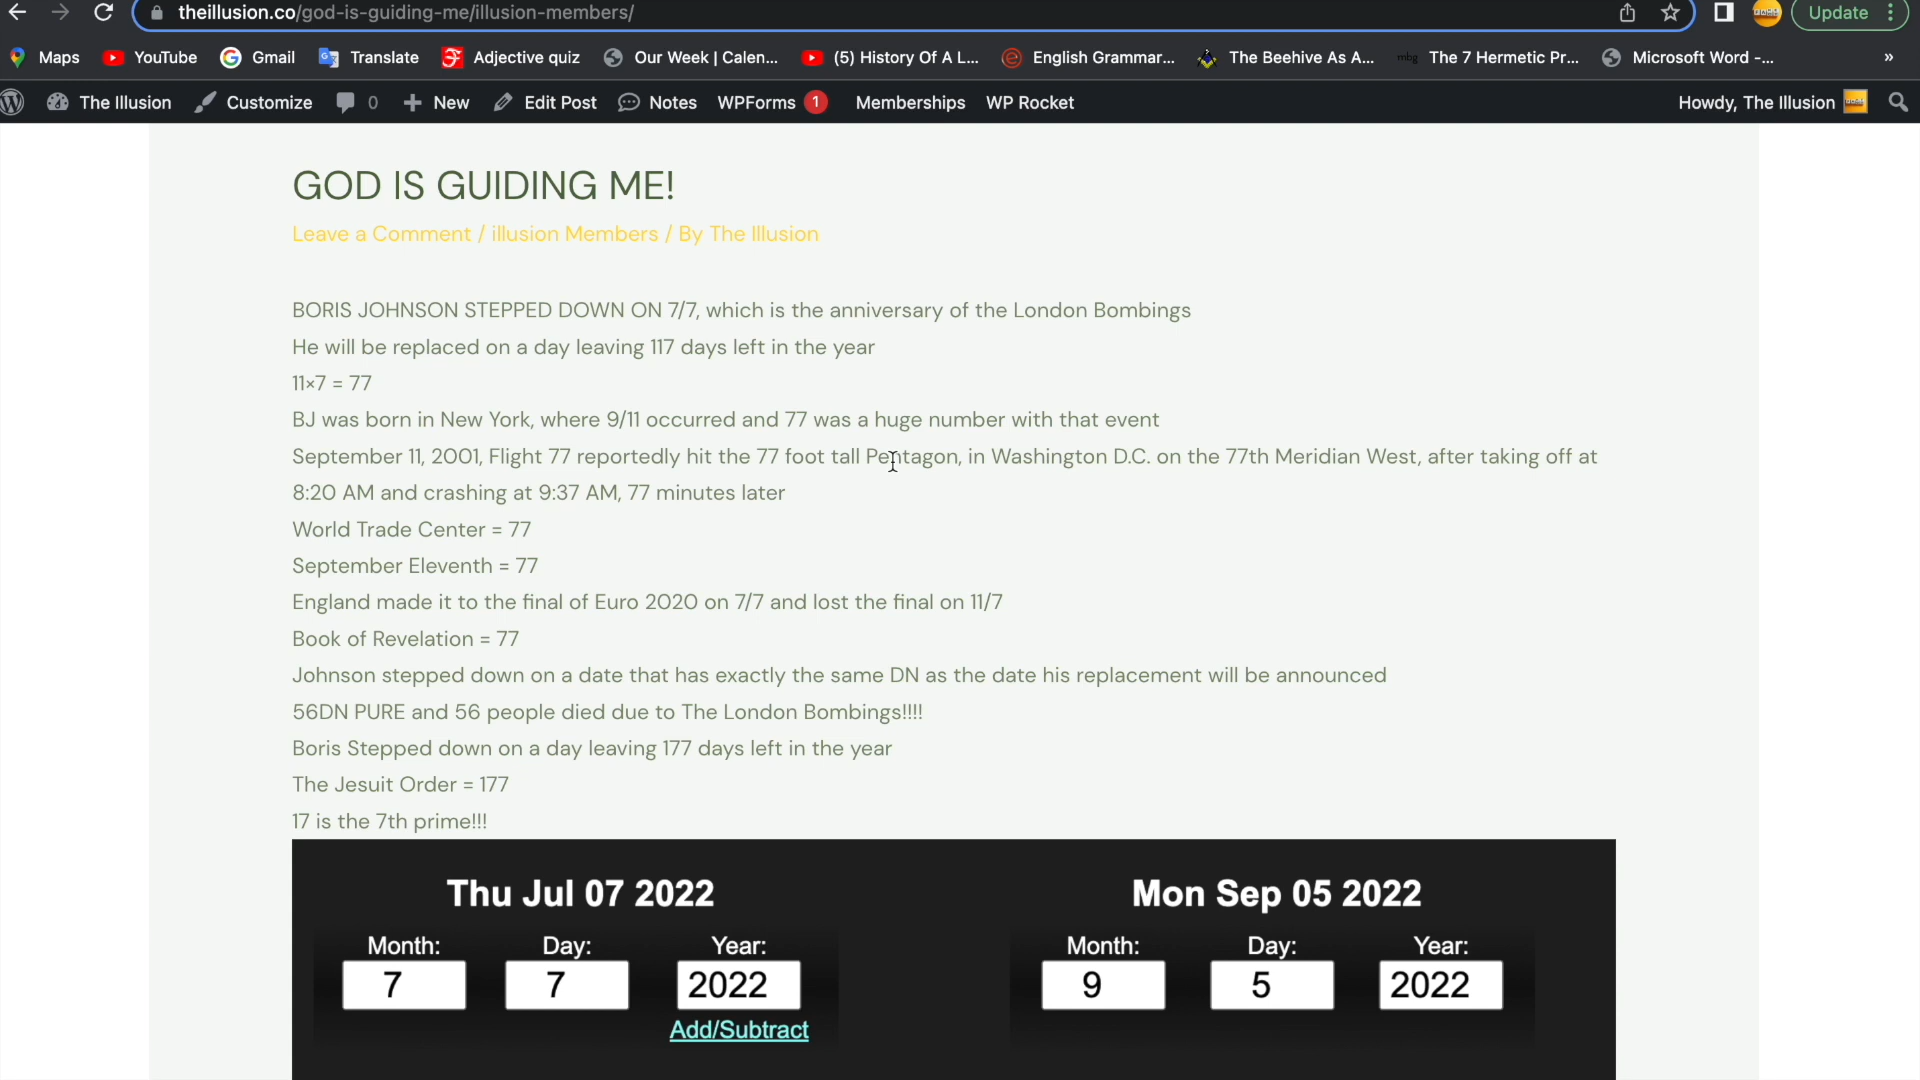 theillusion.co/god-is-guiding-me/illusion-members/
Update
Maps YouTube Gmail Translate Adjective quiz Our Week | Calen... (5) History Of A L... English Grammar... The Beehive As A... mbg The 7 Hermetic Pr... Microsoft Word -... »
The Illusion Customize 0 New Edit Post Notes WPForms 1 Memberships WP Rocket Howdy, The Illusion
GOD IS GUIDING ME!
Leave a Comment / illusion Members / By The Illusion
BORIS JOHNSON STEPPED DOWN ON 7/7, which is the anniversary of the London Bombings
He will be replaced on a day leaving 117 days left in the year
11×7 = 77
BJ was born in New York, where 9/11 occurred and 77 was a huge number with that event
September 11, 2001, Flight 77 reportedly hit the 77 foot tall Pentagon, in Washington D.C. on the 77th Meridian West, after taking off at
8:20 AM and crashing at 9:37 AM, 77 minutes later
World Trade Center = 77
September Eleventh = 77
England made it to the final of Euro 2020 on 7/7 and lost the final on 11/7
Book of Revelation = 77
Johnson stepped down on a date that has exactly the same DN as the date his replacement will be announced
56DN PURE and 56 people died due to The London Bombings!!!!
Boris Stepped down on a day leaving 177 days left in the year
The Jesuit Order = 177
17 is the 7th prime!!!
Thu Jul 07 2022 Mon Sep 05 2022
Month: Day: Year: Month: Day: Year:
7 7 2022 9 5 2022
Add/Subtract